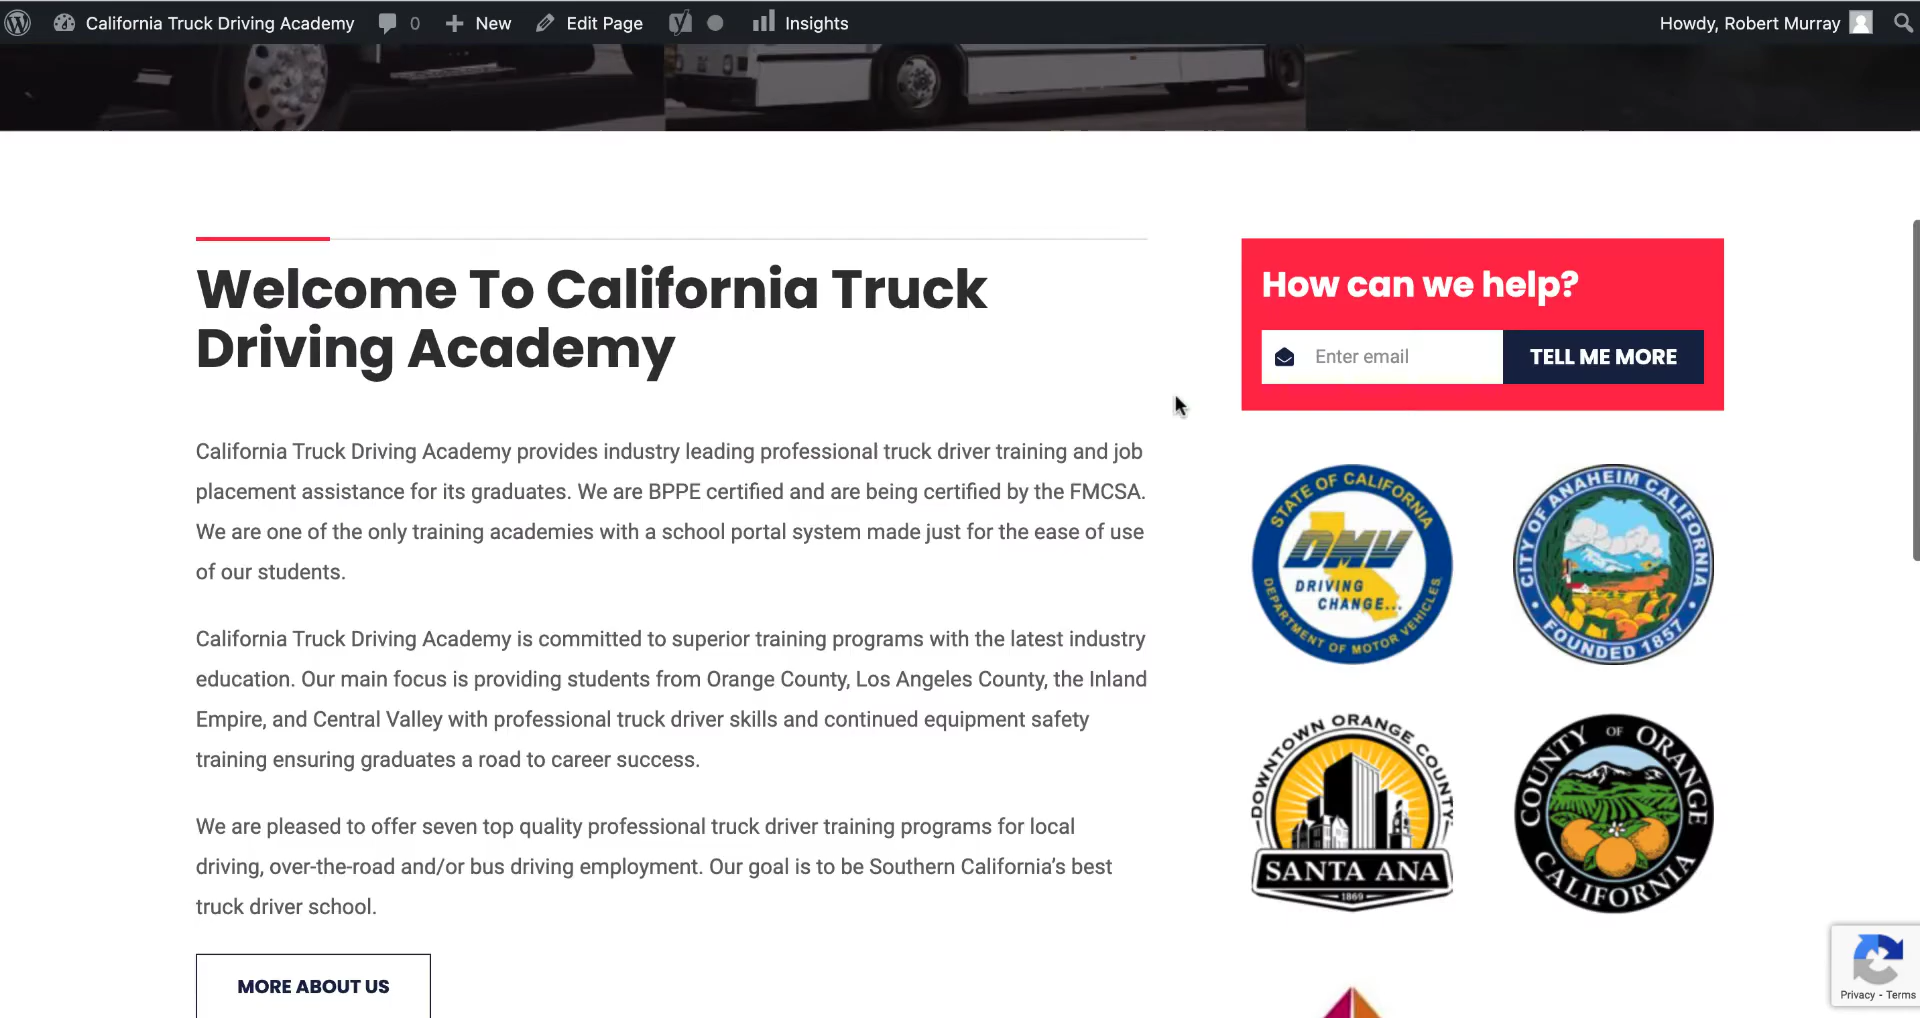 California Truck Driving Academy
0
New
Edit Page
Insights
Howdy, Robert Murray
Welcome To California Truck
Driving Academy
California Truck Driving Academy provides industry leading professional truck driver training and job
placement assistance for its graduates. We are BPPE certified and are being certified by the FMCSA.
We are one of the only training academies with a school portal system made just for the ease of use
of our students.
California Truck Driving Academy is committed to superior training programs with the latest industry
education. Our main focus is providing students from Orange County, Los Angeles County, the Inland
Empire, and Central Valley with professional truck driver skills and continued equipment safety
training ensuring graduates a road to career success.
We are pleased to offer seven top quality professional truck driver training programs for local
driving, over-the-road and/or bus driving employment. Our goal is to be Southern California’s best
truck driver school.
MORE ABOUT US
How can we help?
Enter email
TELL ME MORE
STATE OF CALIFORNIA
DMV
DRIVING
CHANGE...
DEPARTMENT OF MOTOR VEHICLES
CITY OF ANAHEIM CALIFORNIA
FOUNDED 1857
DOWNTOWN ORANGE COUNTY
SANTA ANA
1869
COUNTY OF ORANGE
CALIFORNIA
Privacy - Terms